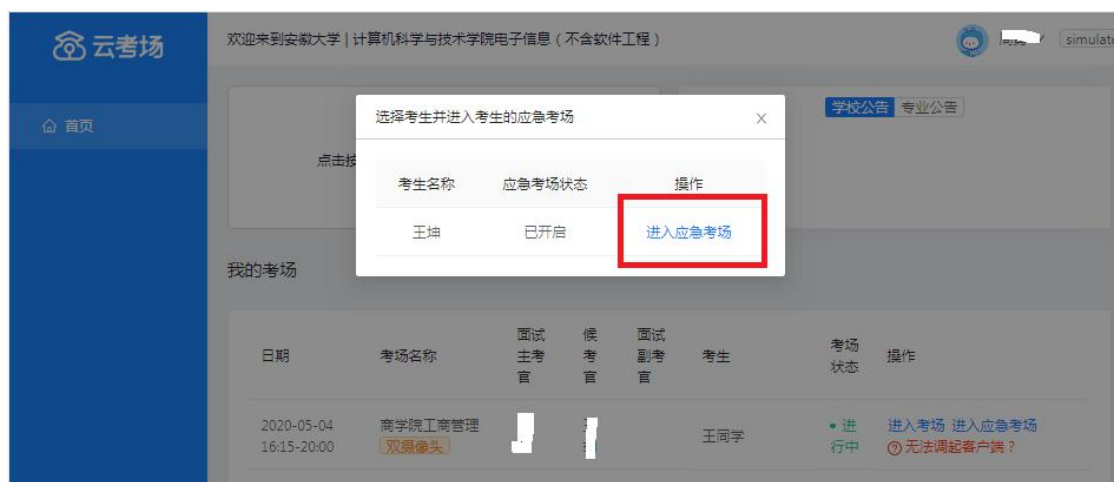 云考场
欢迎来到安徽大学 | 计算机科学与技术学院电子信息（不含软件工程）
simulate
首页
点击按
学校公告 专业公告
选择考生并进入考生的应急考场
考生名称 应急考场状态 操作
王坤 已开启 进入应急考场
我的考场
日期 考场名称 面试主考官 候考官 面试副考官 考生 考场状态 操作
2020-05-04
16:15-20:00
商学院工商管理
双摄像头
王同学
进行中
进入考场 进入应急考场
无法调起客户端？